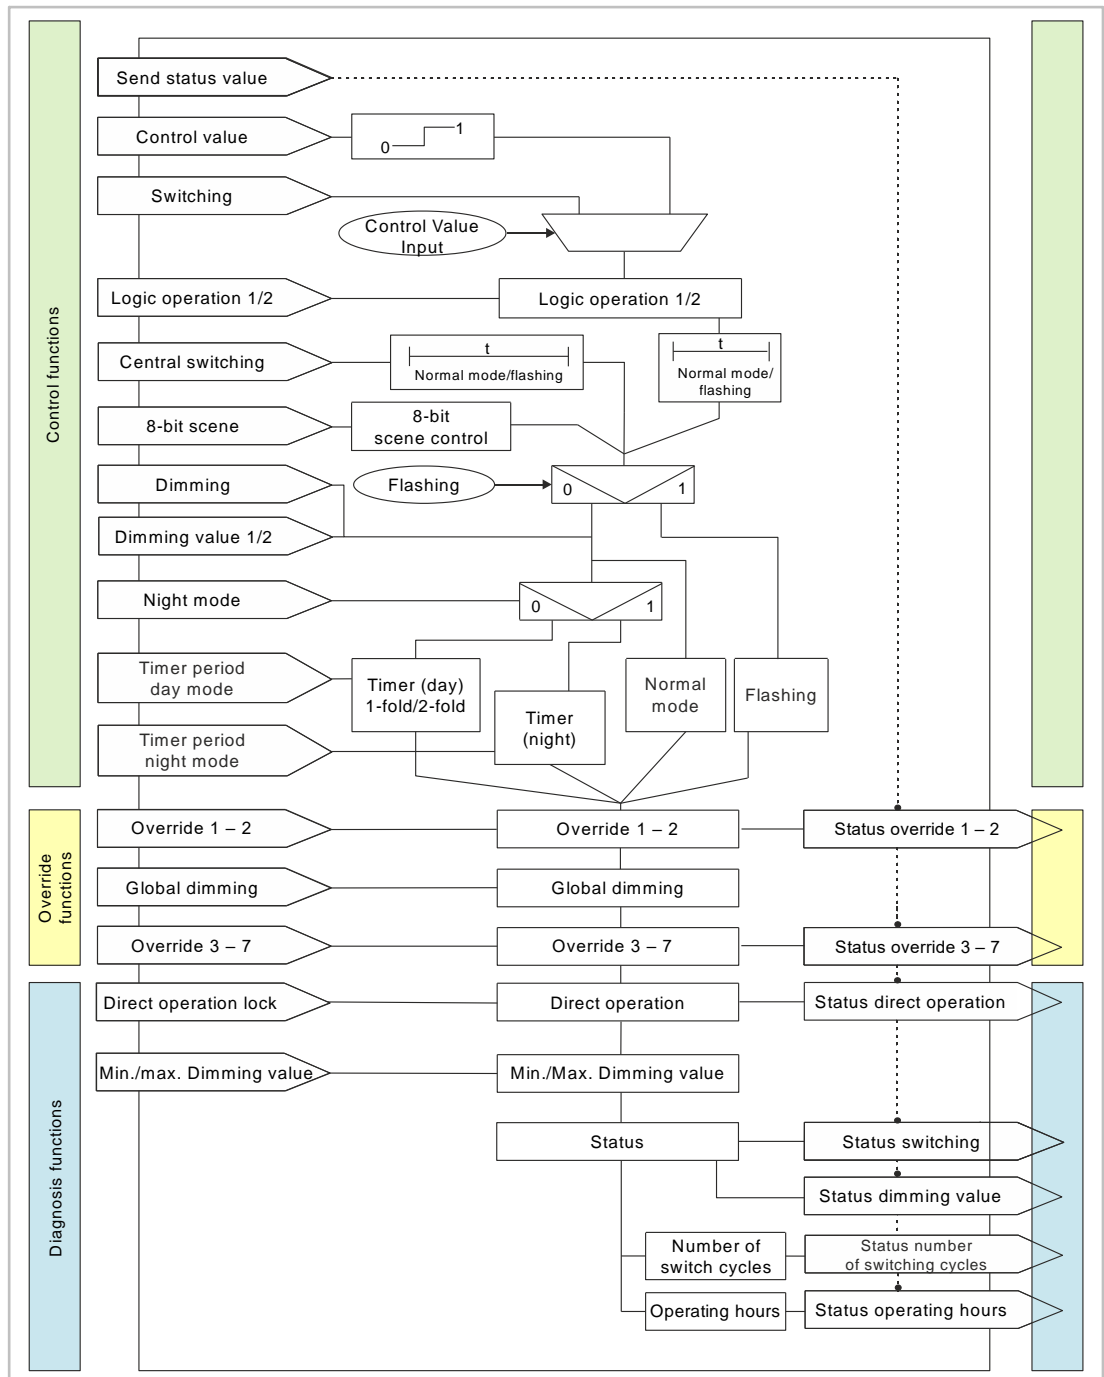 Control functions
Send status value
Control value
0
1
Switching
Control Value
Input
Logic operation 1/2
Logic operation 1/2
Central switching
t
Normal mode/flashing
t
Normal mode/
flashing
8-bit scene
8-bit
scene control
Dimming
Flashing
0
1
Dimming value 1/2
Night mode
0
1
Timer period
day mode
Timer (day)
1-fold/2-fold
Timer
(night)
Normal
mode
Flashing
Timer period
night mode
Override
functions
Override 1 – 2
Override 1 – 2
Status override 1 – 2
Global dimming
Global dimming
Override 3 – 7
Override 3 – 7
Status override 3 – 7
Diagnosis functions
Direct operation lock
Direct operation
Status direct operation
Min./max. Dimming value
Min./Max. Dimming value
Status
Status switching
Status dimming value
Number of
switch cycles
Status number
of switching cycles
Operating hours
Status operating hours